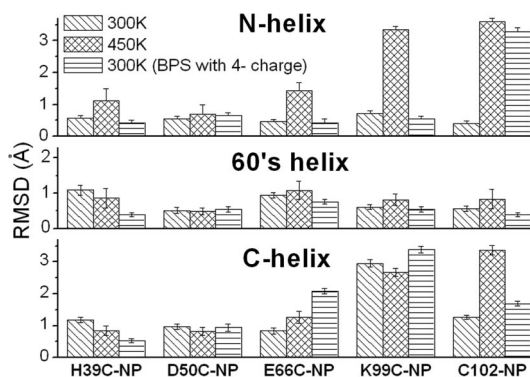 N-helix
300K
450K
300K (BPS with 4- charge)
3
2
1
0
60's helix
2
1
0
C-helix
3
2
1
0
RMSD (Å)
H39C-NP D50C-NP E66C-NP K99C-NP C102-NP